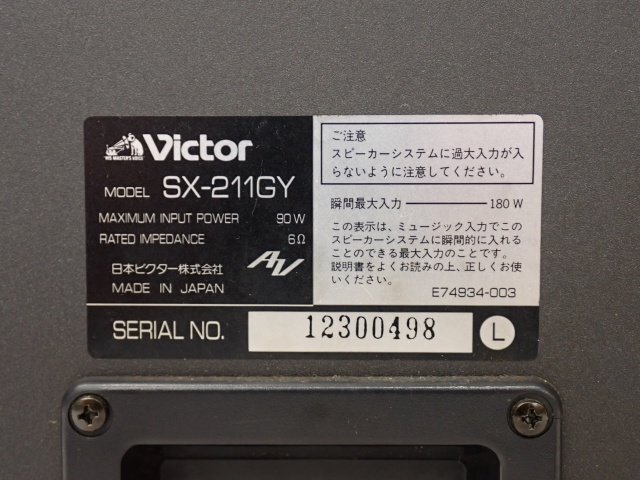 "HIS MASTER'S VOICE"
Victor
MODEL SX-211GY
MAXIMUM INPUT POWER 90W
RATED IMPEDANCE 6Ω
日本ビクター株式会社
MADE IN JAPAN
AV
ご注意
スピーカーシステムに過大入力が入
らないように注意してください。
瞬間最大入力 180W
この表示は、ミュージック入力でこの
スピーカーシステムに瞬間的に入れる
ことのできる最大入力のことです。
説明書をよくお読みの上、正しくお使
いください。
E74934-003
SERIAL NO. 12300498 L